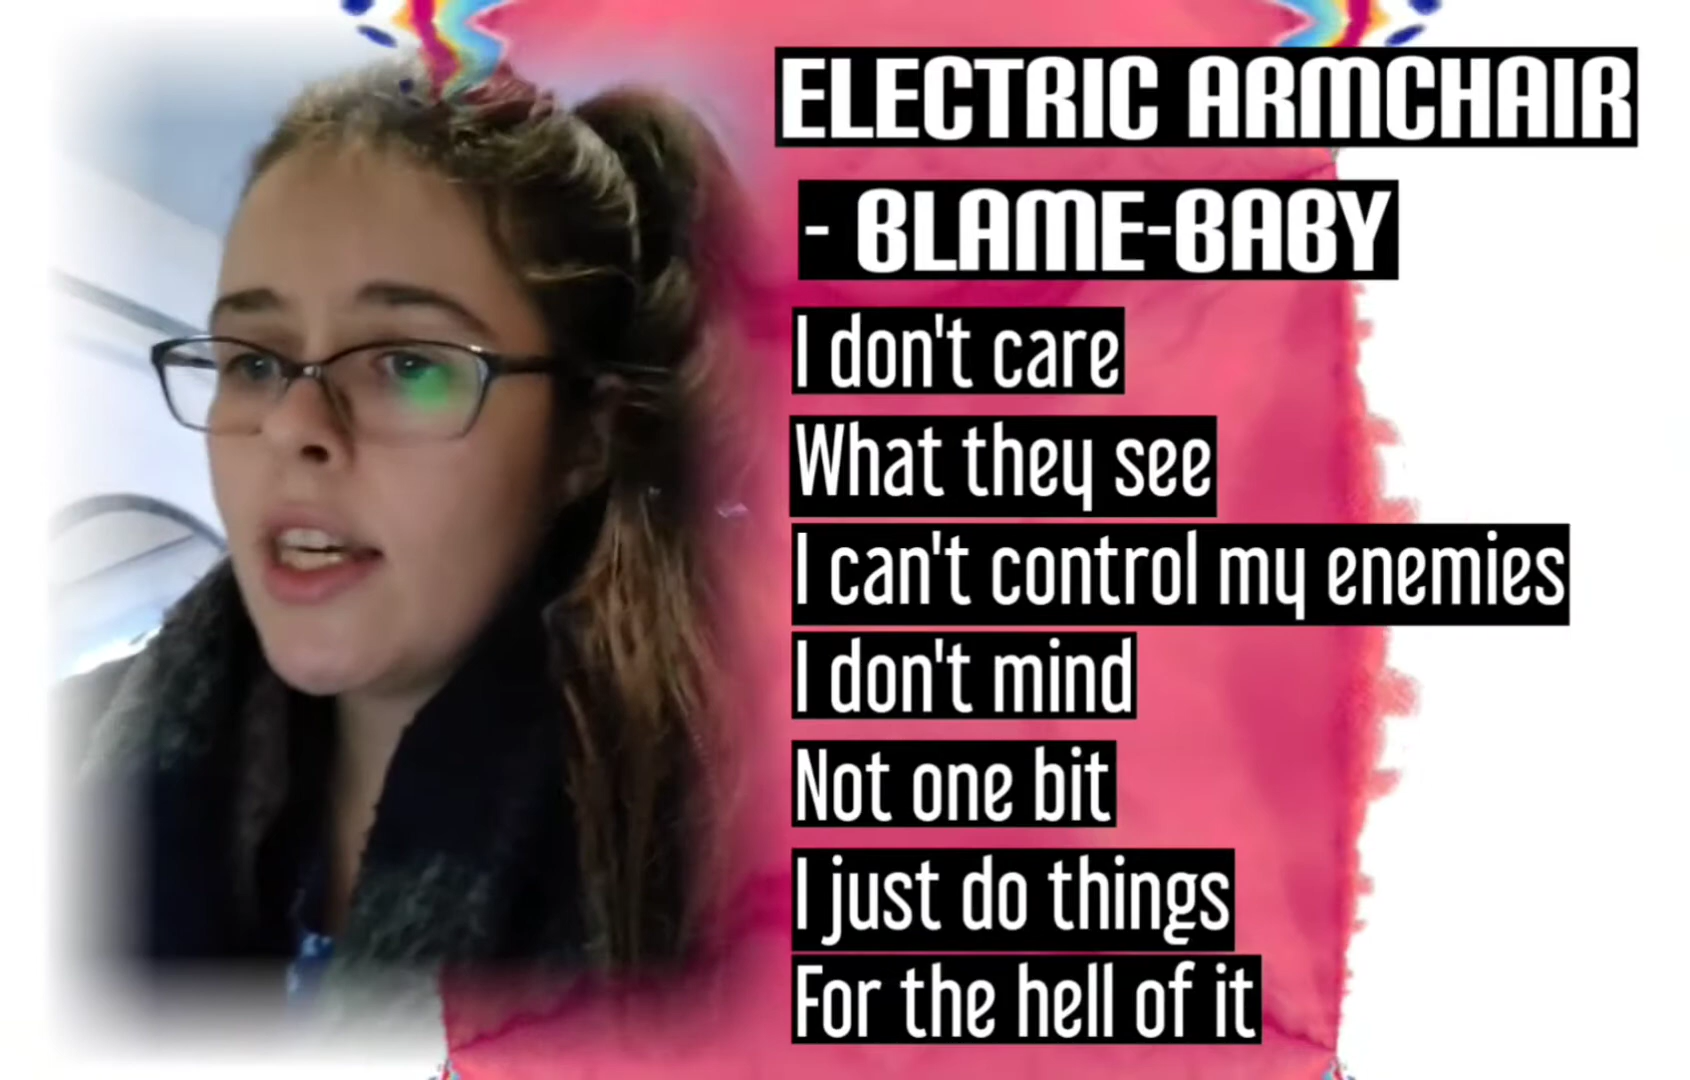 ELECTRIC ARMCHAIR
- BLAME-BABY
I don't care
What they see
I can't control my enemies
I don't mind
Not one bit
I just do things
For the hell of it